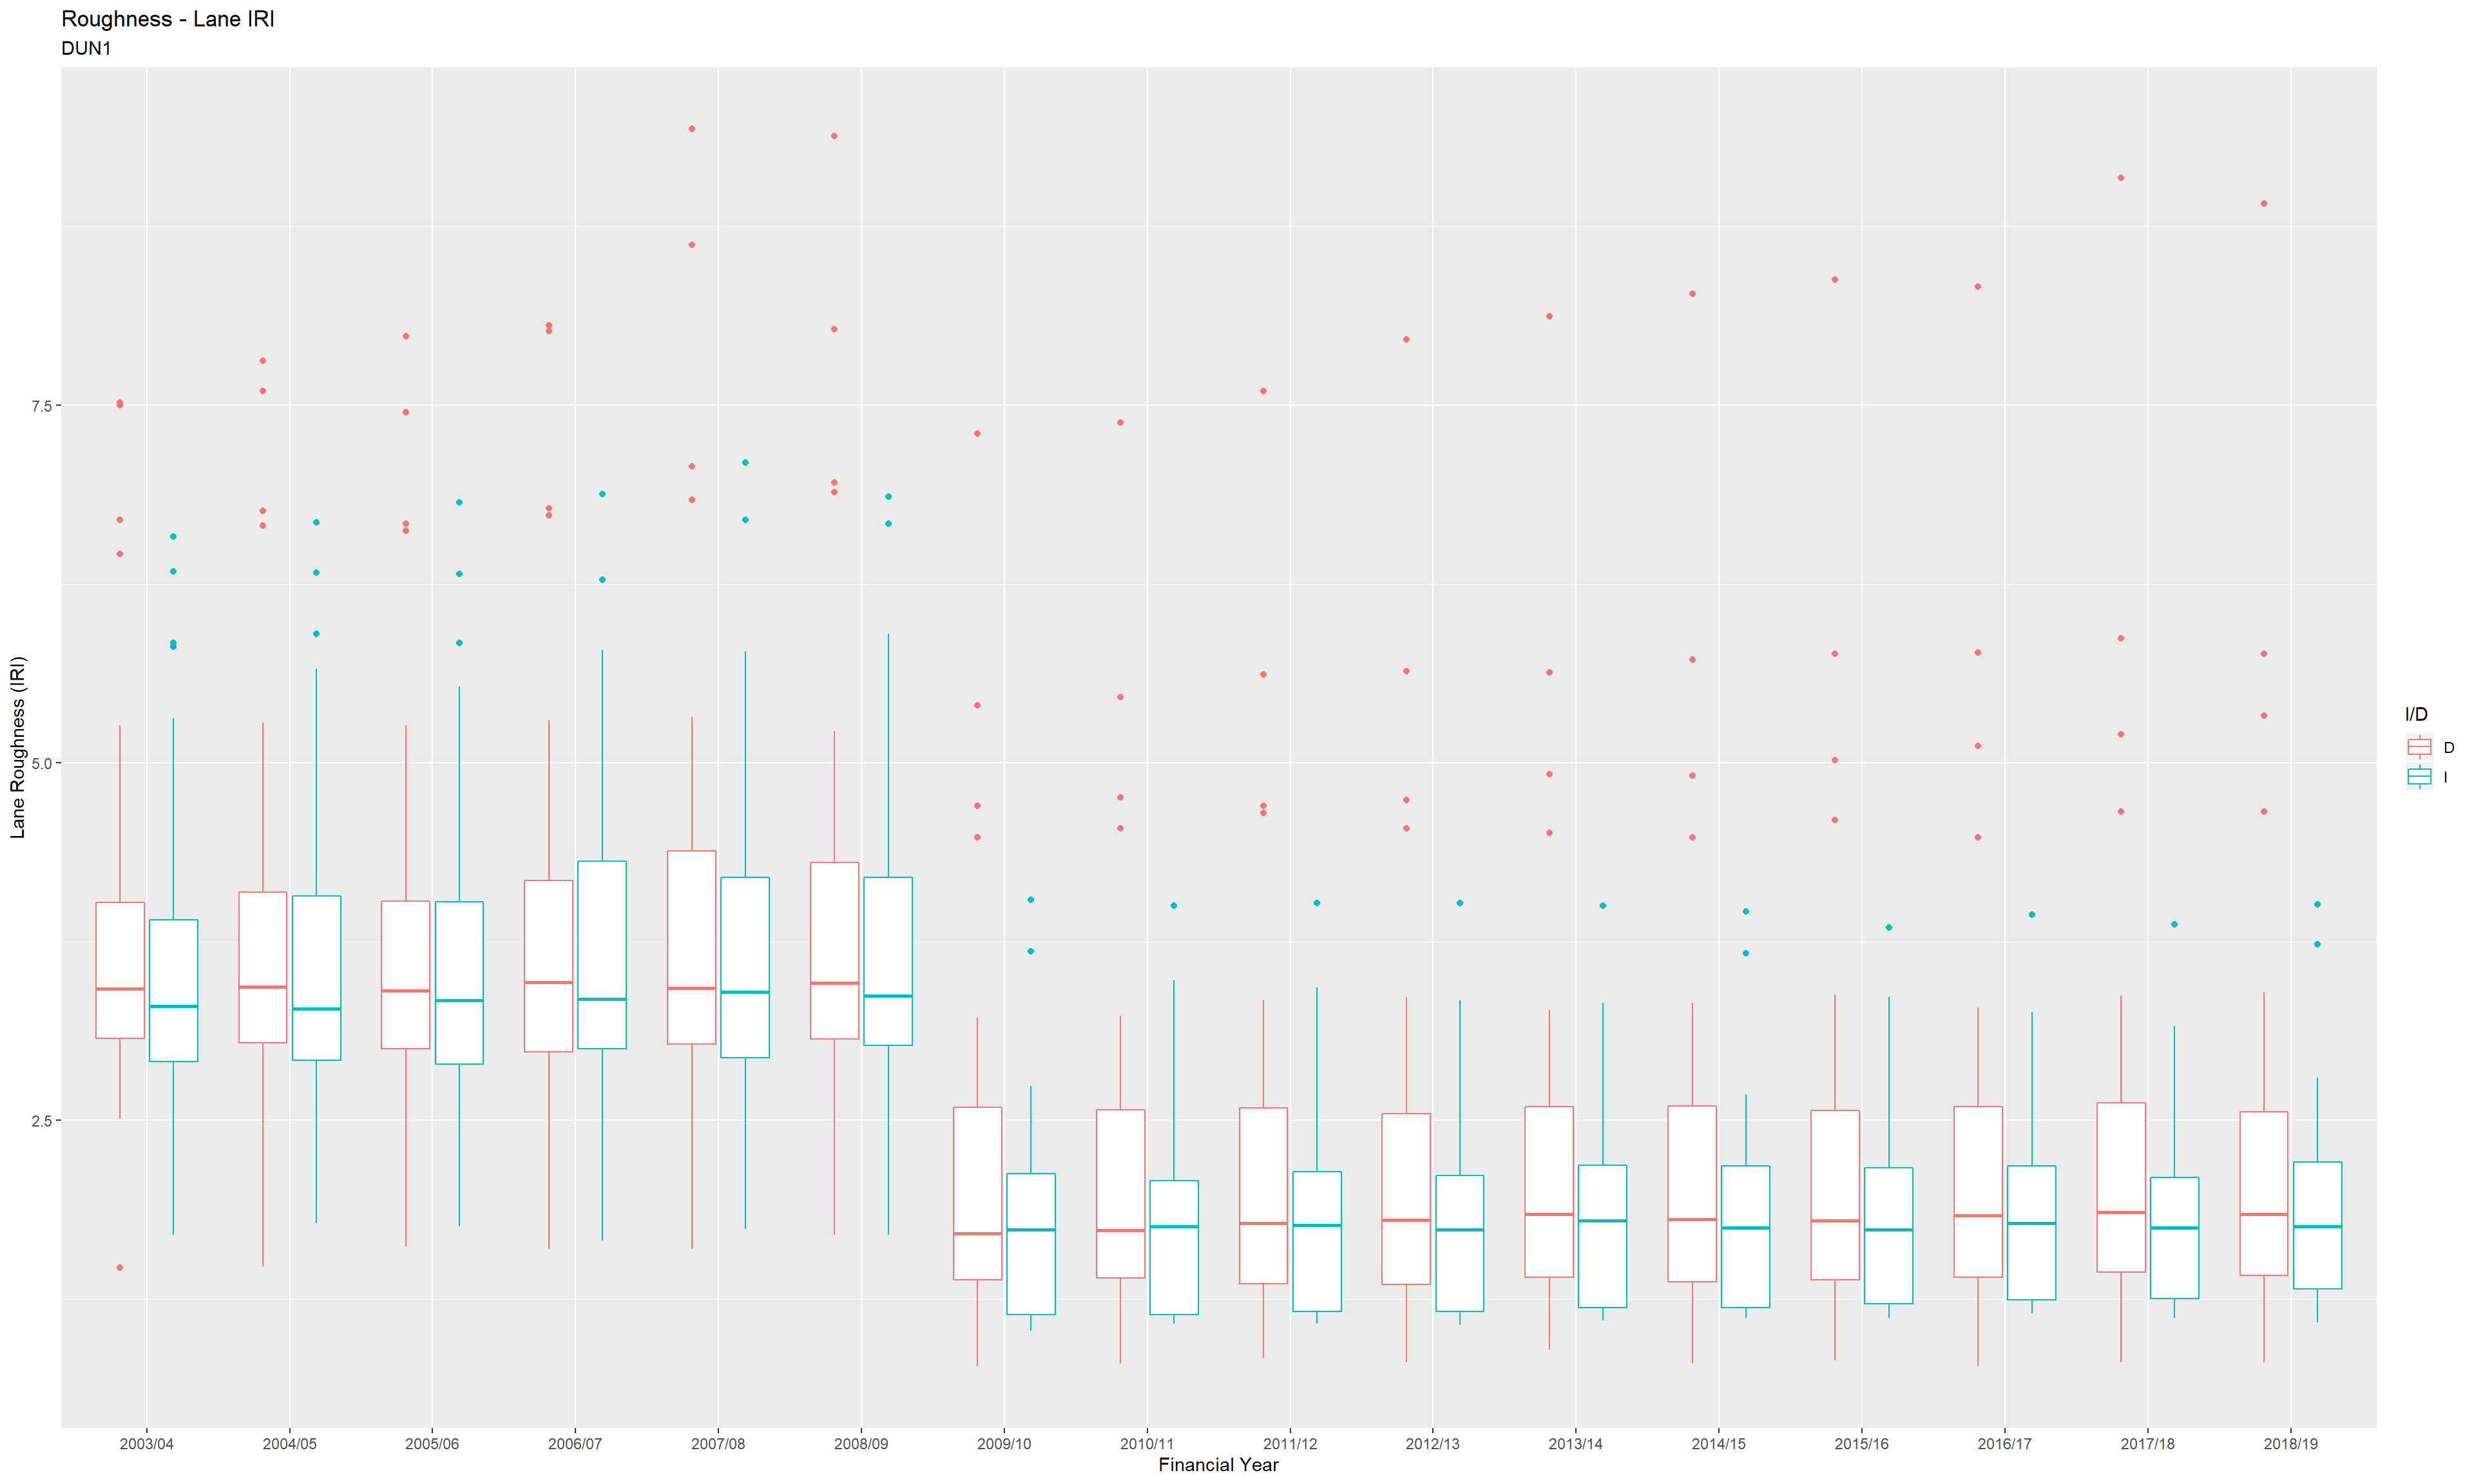 Roughness - Lane IRI
DUN1
Lane Roughness (IRI)
7.5
5.0
2.5
2003/04 2004/05 2005/06 2006/07 2007/08 2008/09 2009/10 2010/11 2011/12 2012/13 2013/14 2014/15 2015/16 2016/17 2017/18 2018/19
Financial Year
I/D
D
I